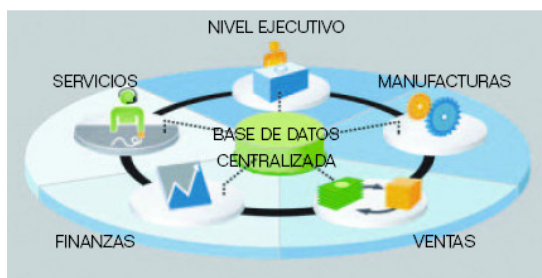 NIVEL EJECUTIVO
SERVICIOS
MANUFACTURAS
BASE DE DATOS
CENTRALIZADA
FINANZAS
VENTAS